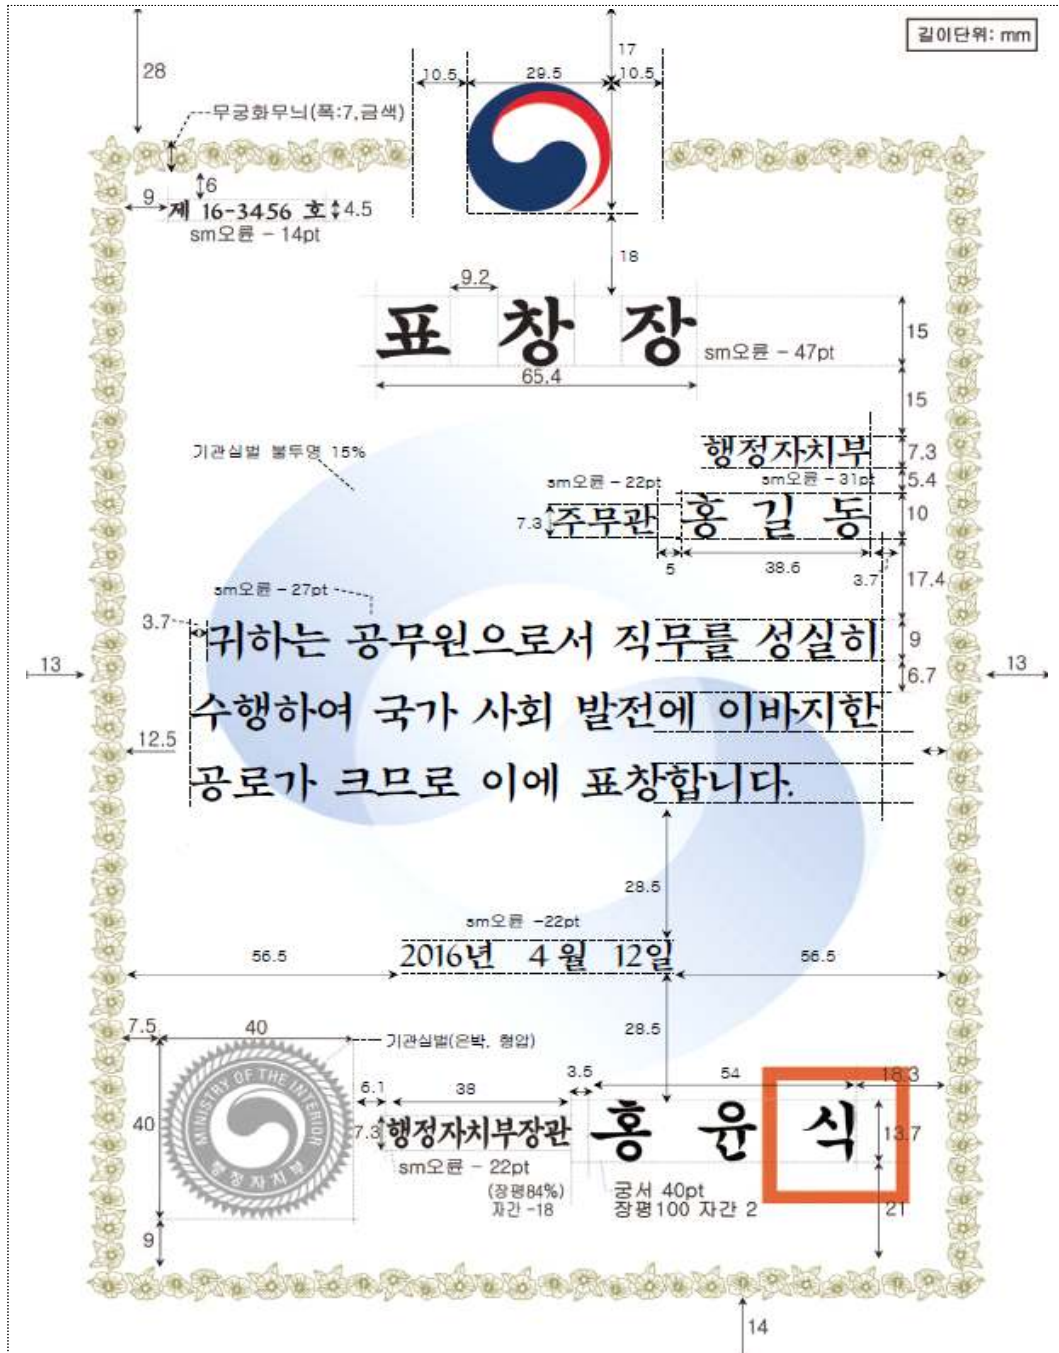 길이단위: mm
17
28
10.5 29.5 10.5
무궁화무늬(폭:7,금색)
6
9
제 16-3456 호 4.5
sm오륜 - 14pt
18
9.2
표 창 장
sm오륜 - 47pt
15
65.4
15
기관심벌 불투명 15%
행정자치부 7.3
sm오륜 - 22pt sm오륜 - 31pt 5.4
7.3 주무관 홍 길 동 10
5 38.6 3.7 17.4
sm오륜 - 27pt
3.7
귀하는 공무원으로서 직무를 성실히 9
13 6.7 13
수행하여 국가 사회 발전에 이바지한
12.5
공로가 크므로 이에 표창합니다.
28.5
sm오륜 -22pt
56.5 2016년 4월 12일 56.5
28.5
7.5 40
기관심벌(은박, 형압)
6.1 38 3.5 54 18.3
MINISTRY OF THE INTERIOR
행정자치부
40 7.3 행정자치부장관 홍 윤 식 13.7
sm오륜 - 22pt
(장평84%)
자간 -18
궁서 40pt
장평100 자간 2
21
9
14